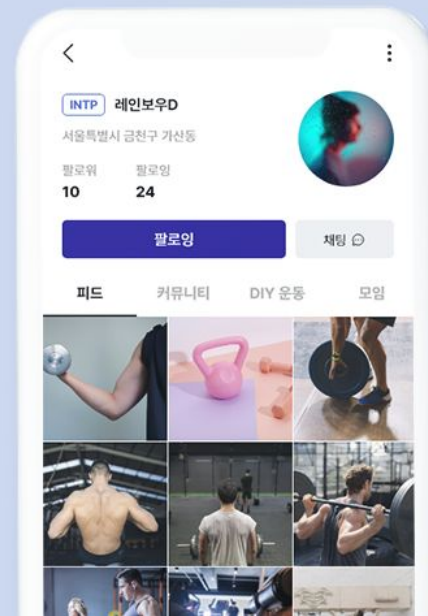 INTP 레인보우D
서울특별시 금천구 가산동
팔로워 팔로잉
10 24
팔로잉 채팅
피드 커뮤니티 DIY 운동 모임